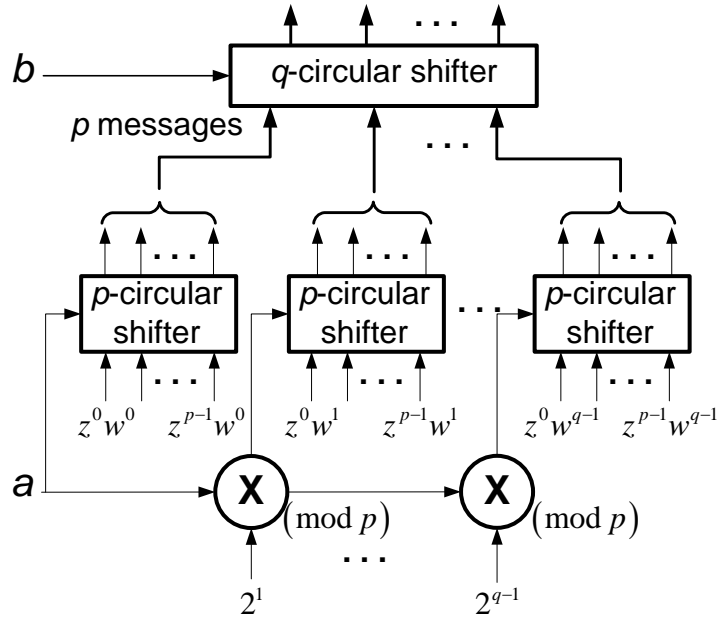 b
q-circular shifter
p messages
p-circular shifter
p-circular shifter
p-circular shifter
z^0w^0
z^{p-1}w^0
z^0w^1
z^{p-1}w^1
z^0w^{q-1}
z^{p-1}w^{q-1}
a
X
(mod p)
X
(mod p)
2^1
2^{q-1}